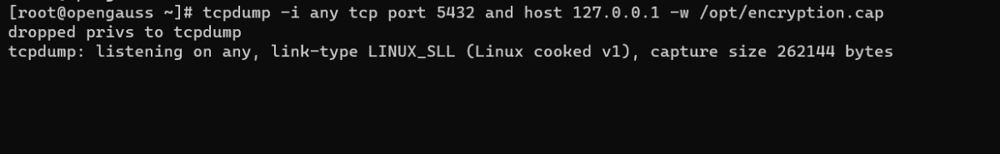 [root@opengauss ~]# tcpdump -i any tcp port 5432 and host 127.0.0.1 -w /opt/encryption.cap
dropped privs to tcpdump
tcpdump: listening on any, link-type LINUX_SLL (Linux cooked v1), capture size 262144 bytes